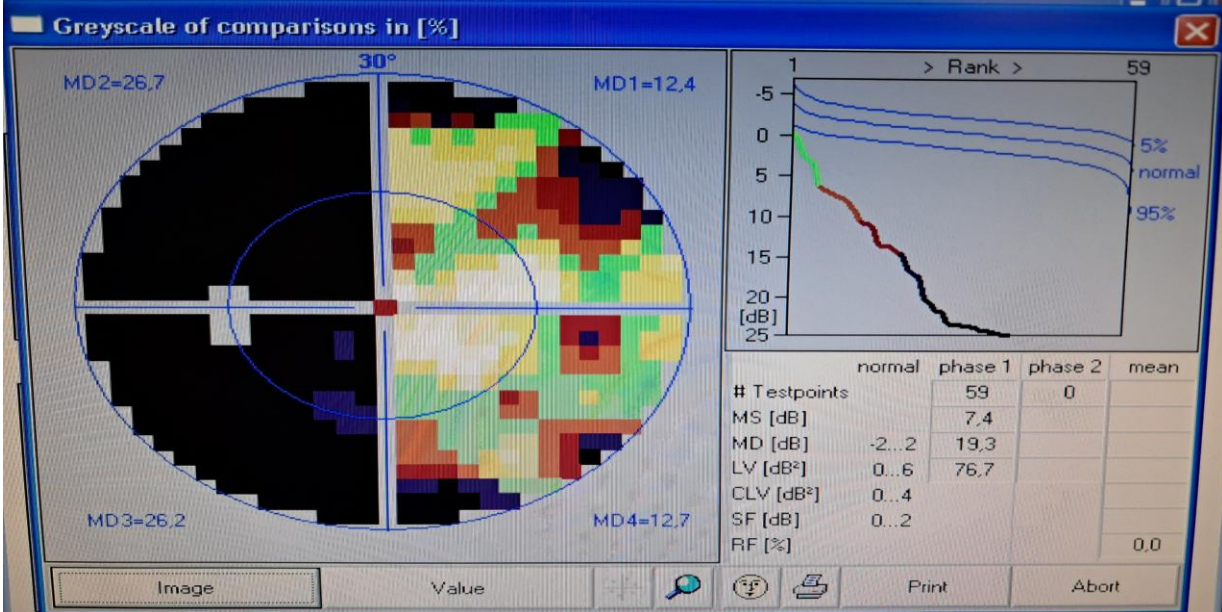 Greyscale of comparisons in [%]
30°
MD2=26,7
MD1=12,4
MD3=26,2
MD4=12,7
1 > Rank > 59
-5
0
5
10
15
20
[dB]
25
5%
normal
95%
normal phase 1 phase 2 mean
# Testpoints 59 0
MS [dB] 7,4
MD [dB] -2...2 19,3
LV [dB²] 0...6 76,7
CLV [dB²] 0...4
SF [dB] 0...2
RF [%] 0,0
Image Value Print Abort